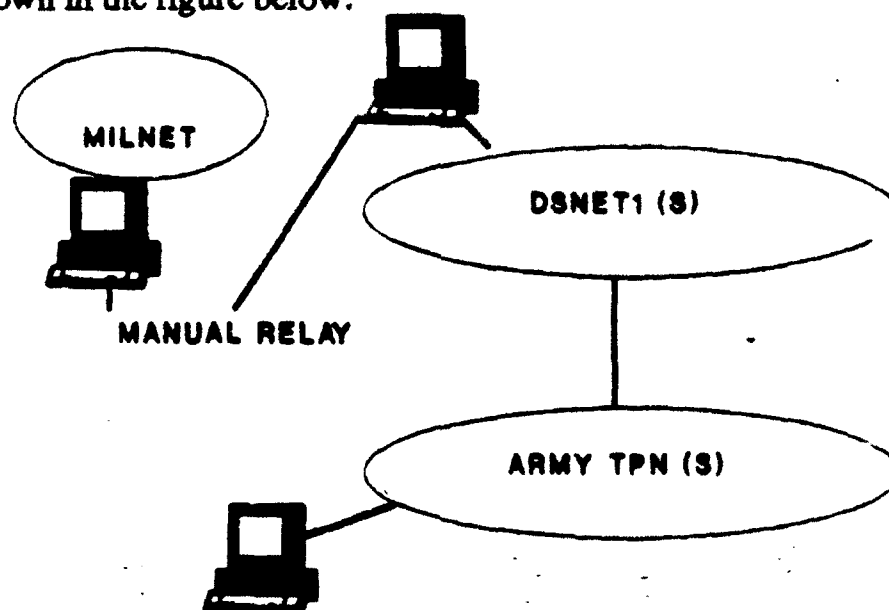 own in the figure below.
MILNET
DSNET1 (S)
MANUAL RELAY
ARMY TPN (S)